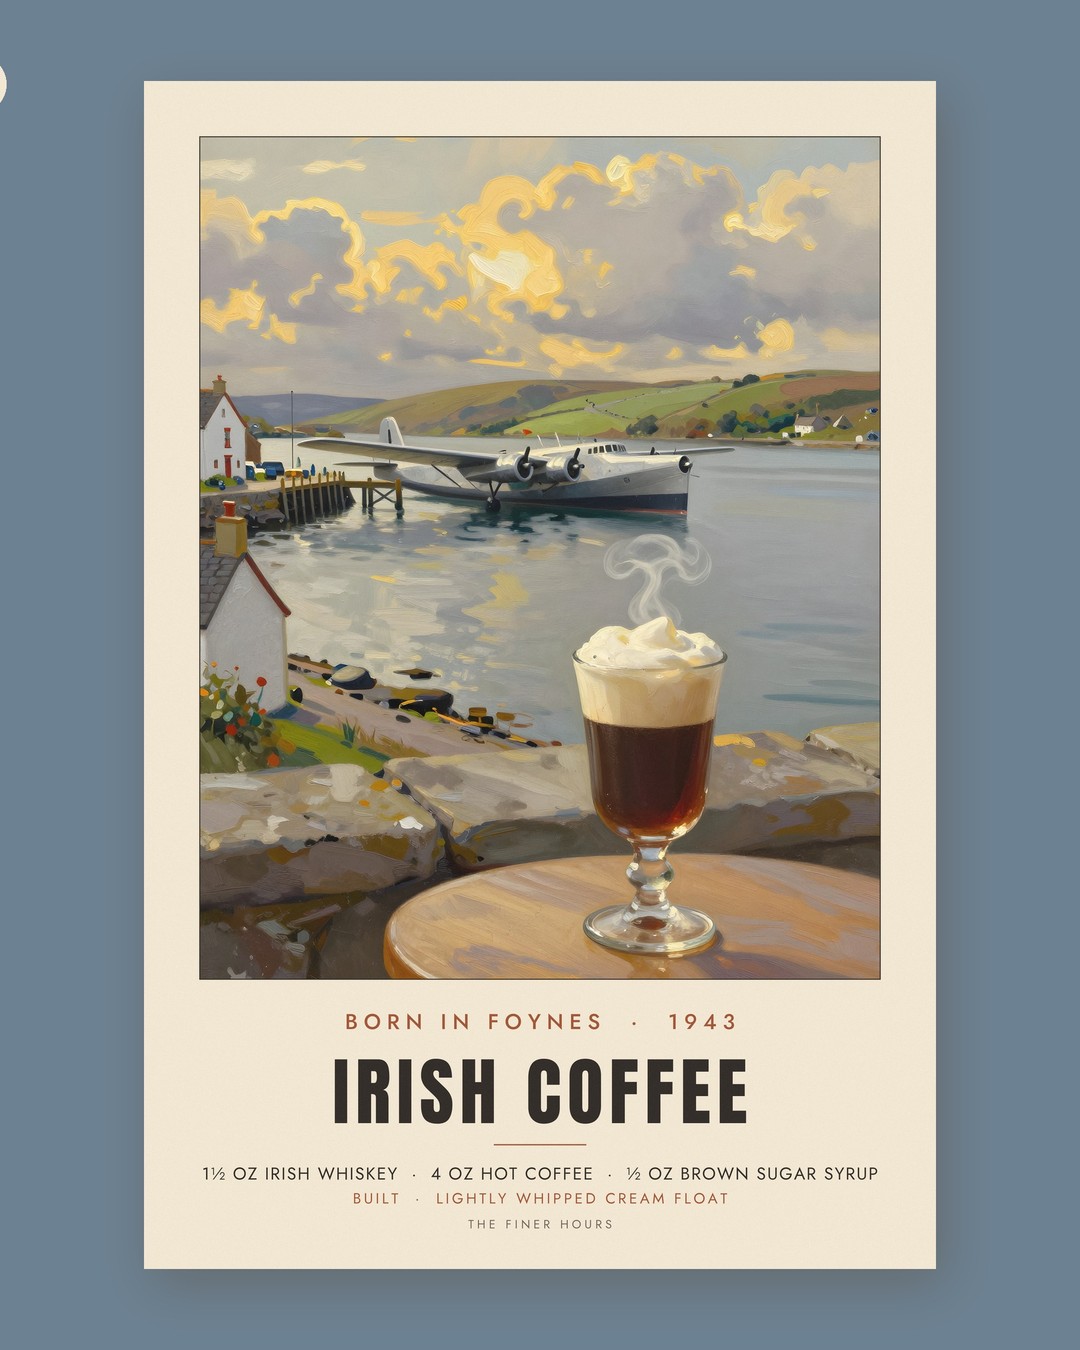 BORN IN FOYNES · 1943
IRISH COFFEE
1½ OZ IRISH WHISKEY · 4 OZ HOT COFFEE · ½ OZ BROWN SUGAR SYRUP
BUILT · LIGHTLY WHIPPED CREAM FLOAT
THE FINER HOURS